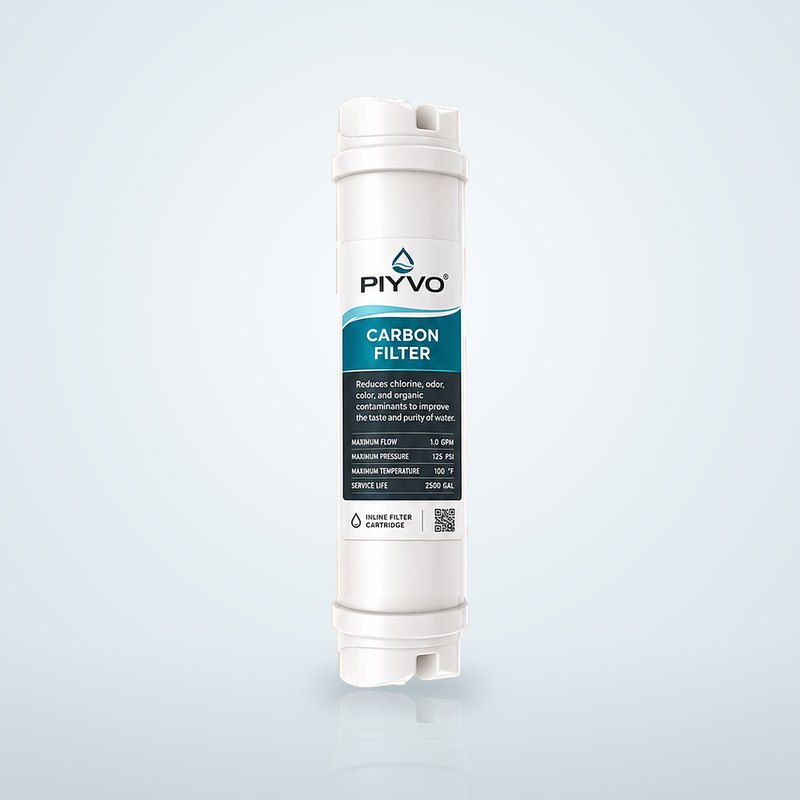 PIYVO®
CARBON
FILTER
Reduces chlorine, odor,
color, and organic
contaminants to improve
the taste and purity of water.
MAXIMUM FLOW 1.0 GPM
MAXIMUM PRESSURE 125 PSI
MAXIMUM TEMPERATURE 100 °F
SERVICE LIFE 2500 GAL
INLINE FILTER
CARTRIDGE